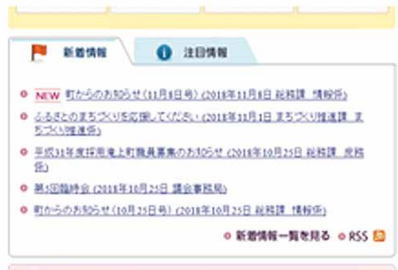 新着情報
注目情報
NEW 町からのお知らせ(11月8日号) (2018年11月8日 総務課 情報係)
ふるさとのまちづくりを応援してください (2018年11月1日 まちづくり推進課 ま
ちづくり推進係)
平成31年度採用滝上町職員募集のお知らせ (2018年10月25日 総務課 庶務
係)
第5回臨時会 (2018年10月25日 議会事務局)
町からのお知らせ(10月25日号) (2018年10月25日 総務課 情報係)
新着情報一覧を見る RSS